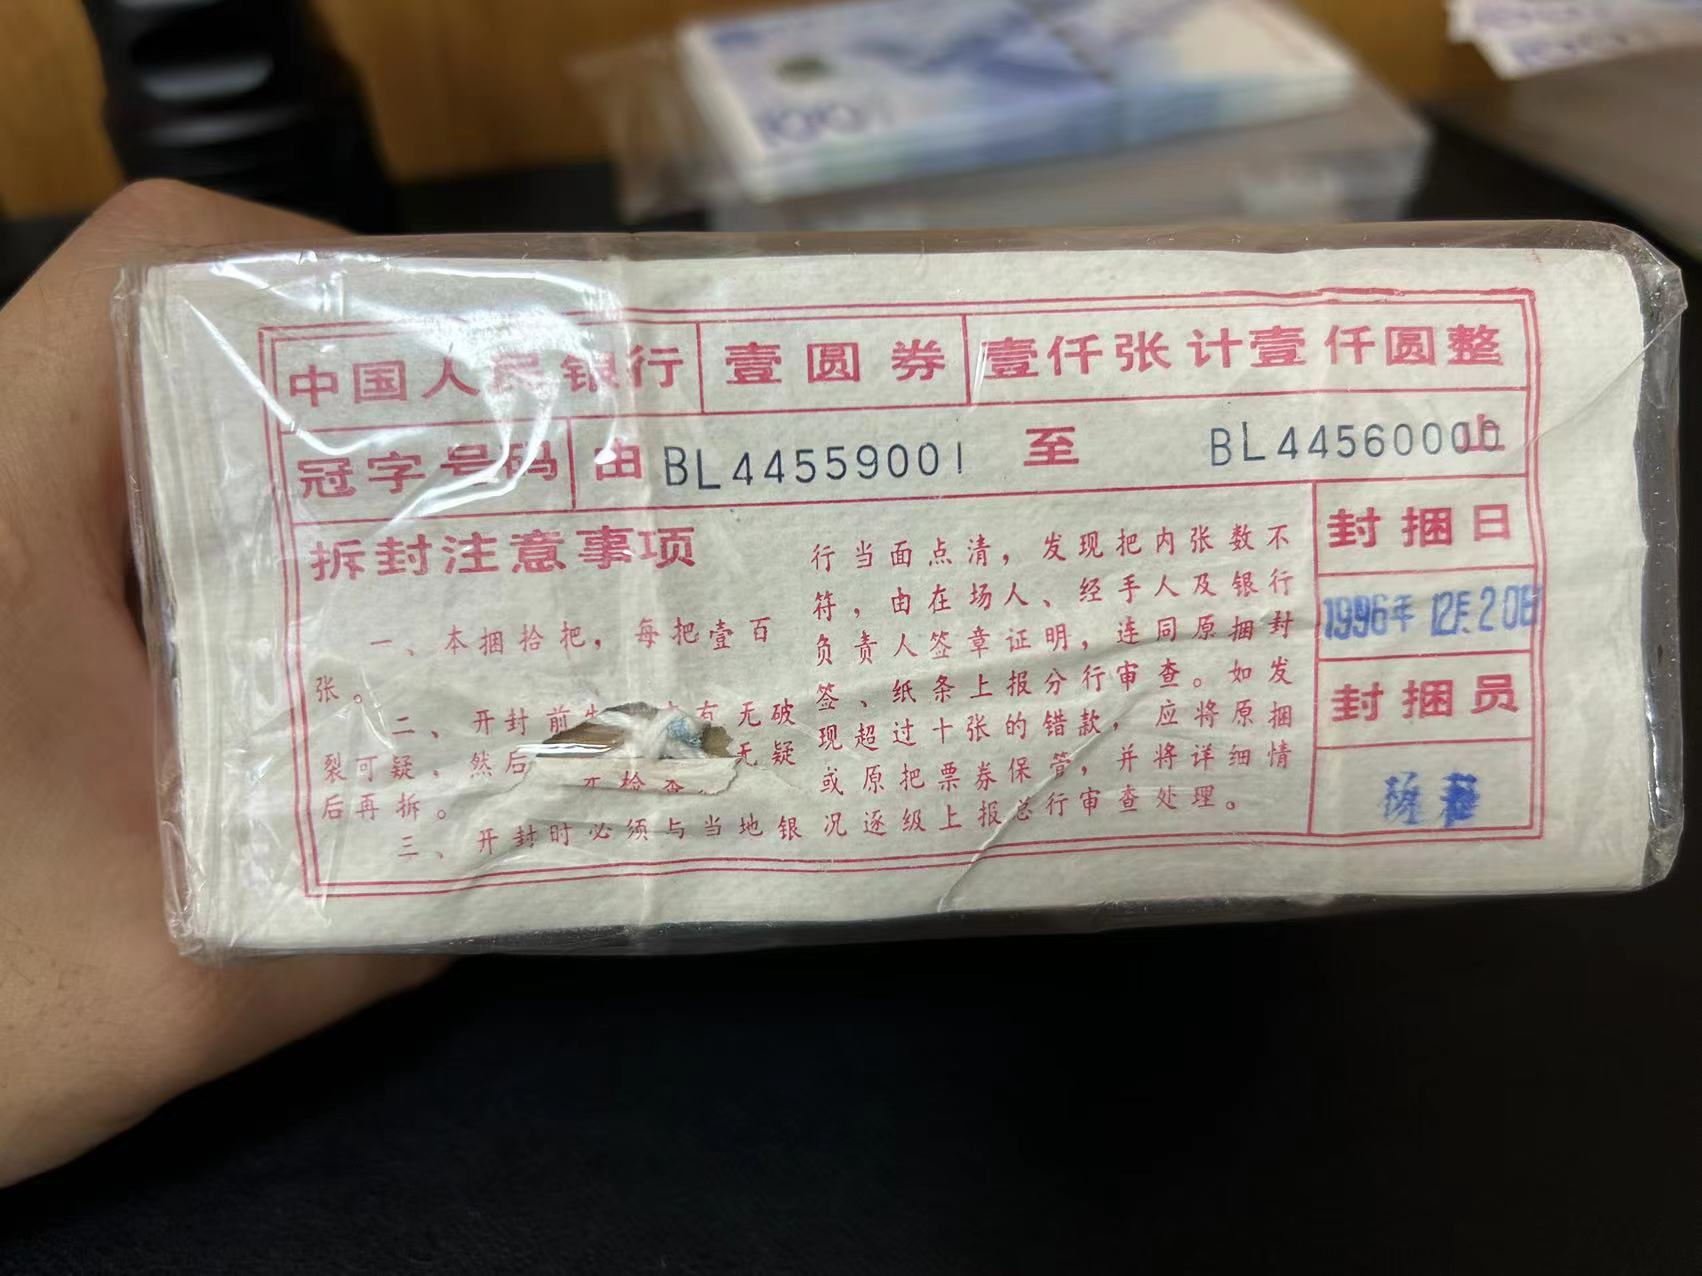 中国人民银行 壹圆券 壹仟张计壹仟圆整
冠字号码 由 BL44559001 至 BL44560000 止
拆封注意事项
一、本捆拾把，每把壹百
张。
二、开封前 有无破
裂可疑，然后 无疑
后再拆。
三、开封时必须与当地银
行当面点清，发现把内张数不
符，由在场人、经手人及银行
负责人签章证明，连同原捆封
签、纸条上报分行审查。如发
现超过十张的错款，应将原捆
或原把票券保管，并将详细情
况逐级上报总行审查处理。
封捆日
1996年12月20日
封捆员
100